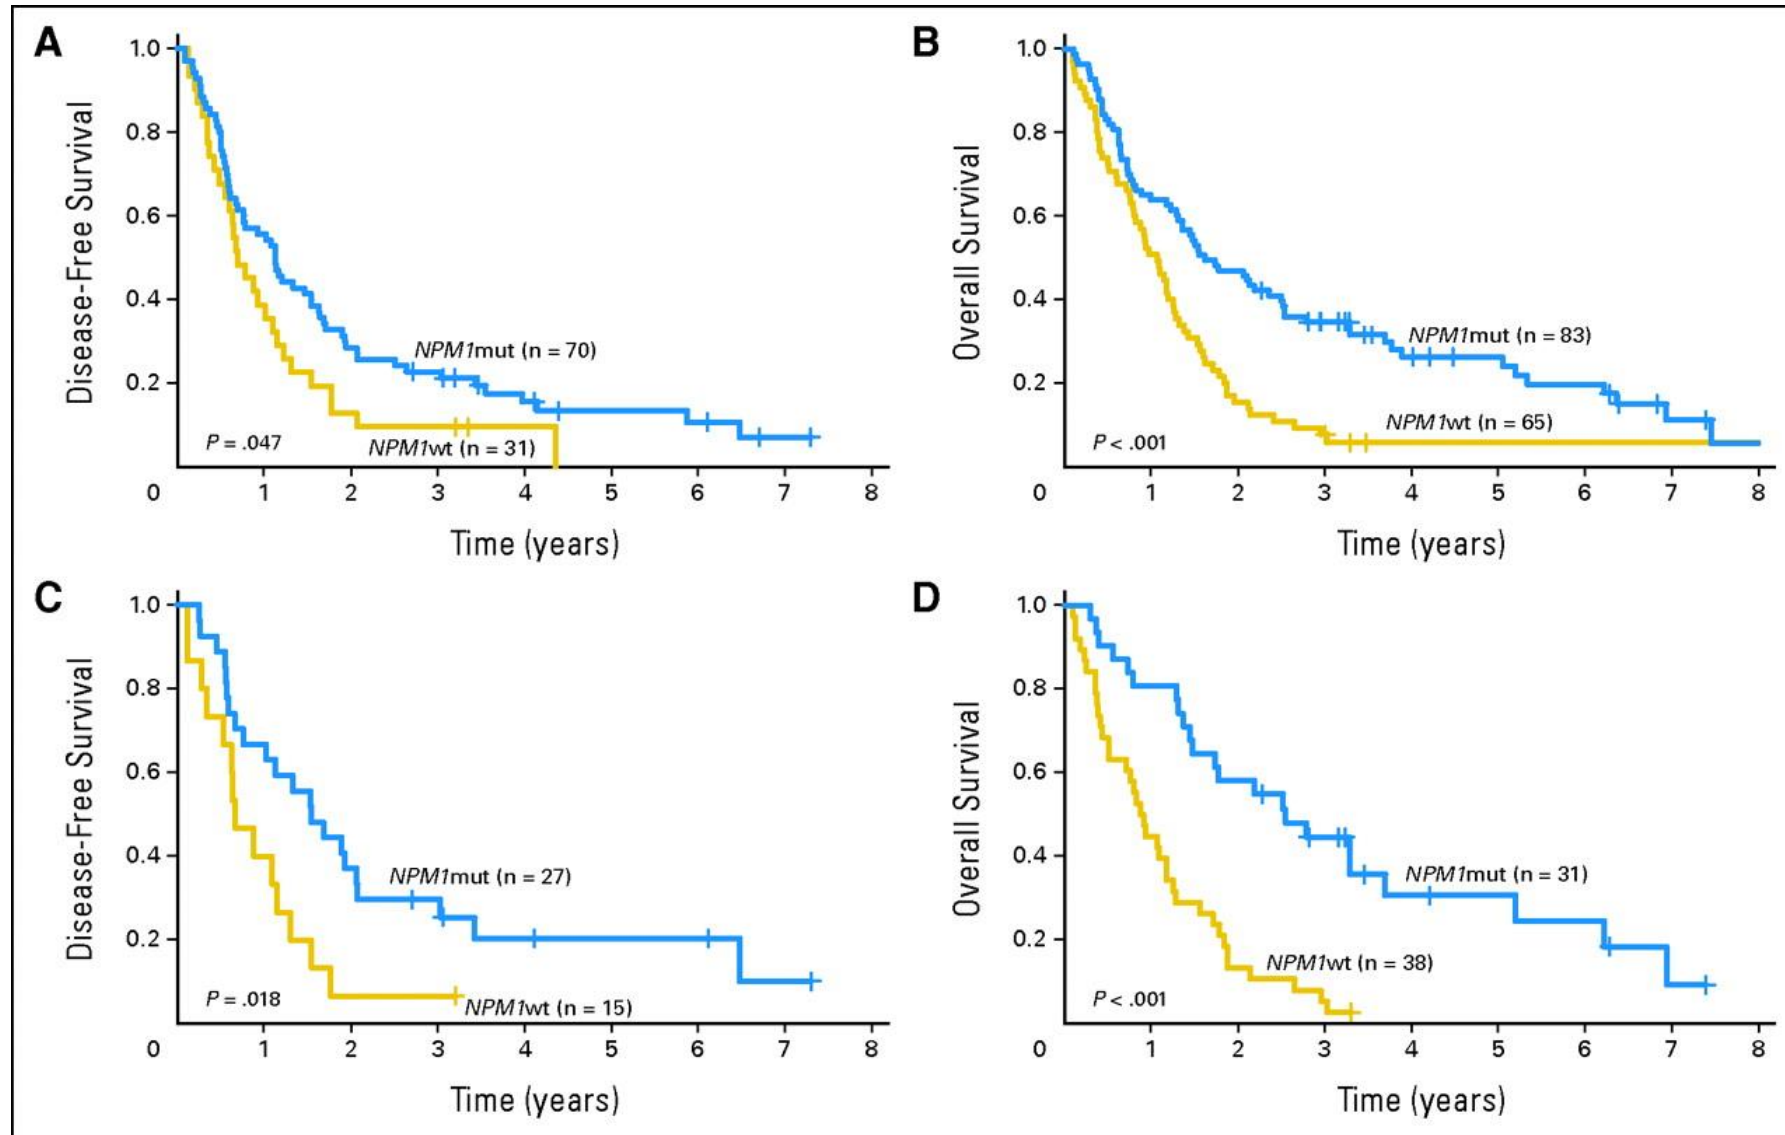 A
Disease-Free Survival
1.0
0.8
0.6
0.4
0.2
NPM1mut (n = 70)
NPM1wt (n = 31)
P = .047
0 1 2 3 4 5 6 7 8
Time (years)
B
Overall Survival
1.0
0.8
0.6
0.4
0.2
NPM1mut (n = 83)
NPM1wt (n = 65)
P < .001
0 1 2 3 4 5 6 7 8
Time (years)
C
Disease-Free Survival
1.0
0.8
0.6
0.4
0.2
NPM1mut (n = 27)
P = .018
NPM1wt (n = 15)
0 1 2 3 4 5 6 7 8
Time (years)
D
Overall Survival
1.0
0.8
0.6
0.4
0.2
NPM1mut (n = 31)
NPM1wt (n = 38)
P < .001
0 1 2 3 4 5 6 7 8
Time (years)